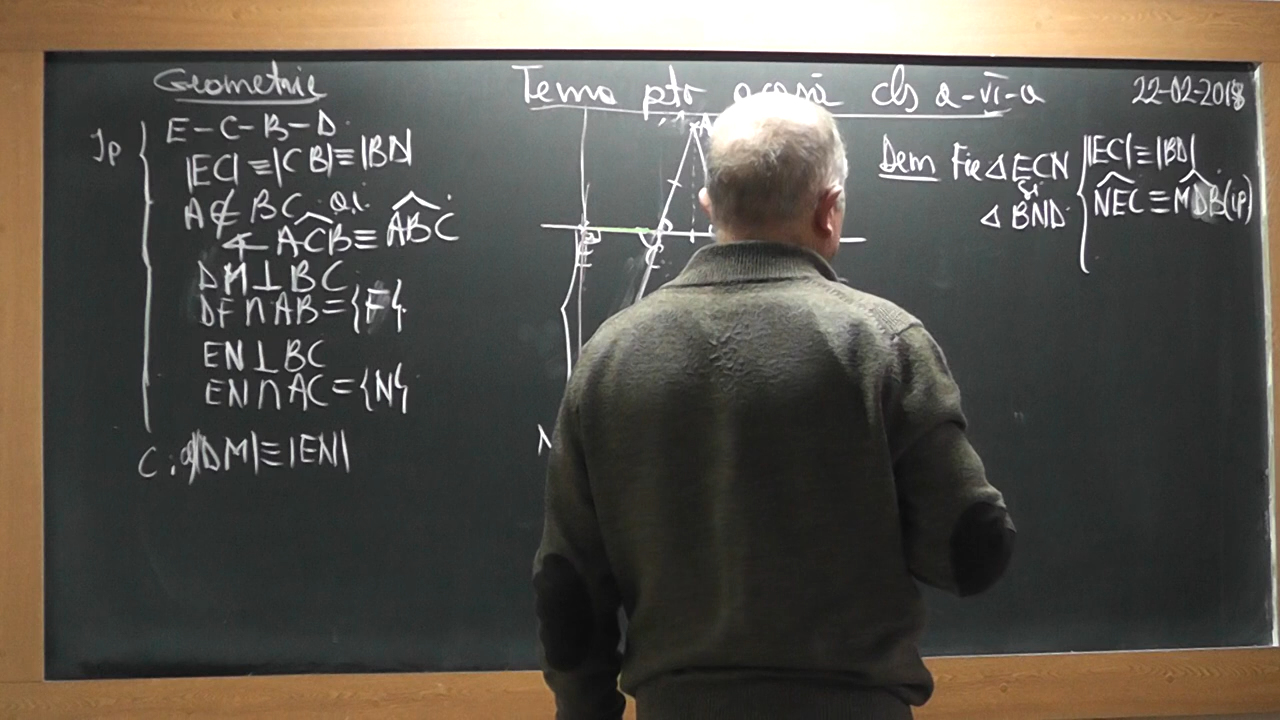 Geometrie
Tema ptr acasă cls a-VI-a
22-02-2018
Ip
E-C-B-D
|EC|≡|CB|≡|BD|
A∉BC a.î.
∢ACB≡ABC
DM⊥BC
DF∩AB={F}
EN⊥BC
EN∩AC={N}
C: a) |DM|≡|EN|
A
E
C
N
Dem Fie △ECN
și
△BND
|EC|≡|BD|
NEC≡MDB(ip)